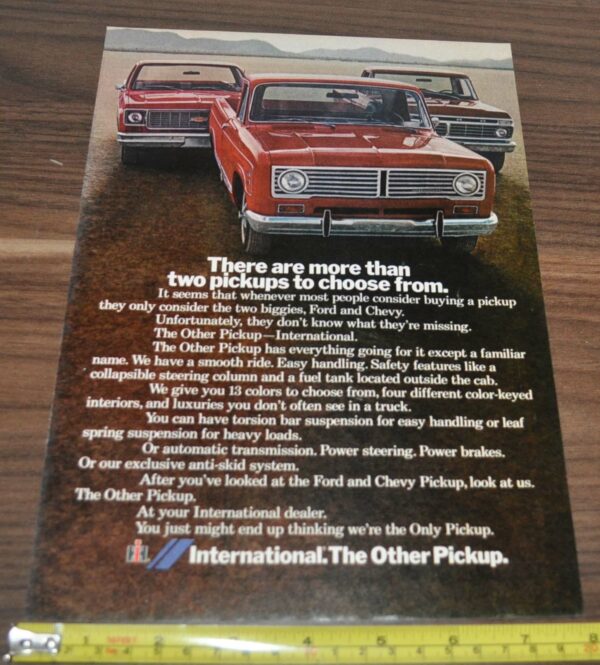 There are more than
two pickups to choose from.
It seems that whenever most people consider buying a pickup
they only consider the two biggies, Ford and Chevy.
Unfortunately, they don't know what they're missing.
The Other Pickup—International.
The Other Pickup has everything going for it except a familiar
name. We have a smooth ride. Easy handling. Safety features like a
collapsible steering column and a fuel tank located outside the cab.
We give you 13 colors to choose from, four different color-keyed
interiors, and luxuries you don't often see in a truck.
You can have torsion bar suspension for easy handling or leaf
spring suspension for heavy loads.
Or automatic transmission. Power steering. Power brakes.
Or our exclusive anti-skid system.
After you've looked at the Ford and Chevy Pickup, look at us.
The Other Pickup.
At your International dealer.
You just might end up thinking we're the Only Pickup.
International. The Other Pickup.
1 2 3 4 5 6 7 8